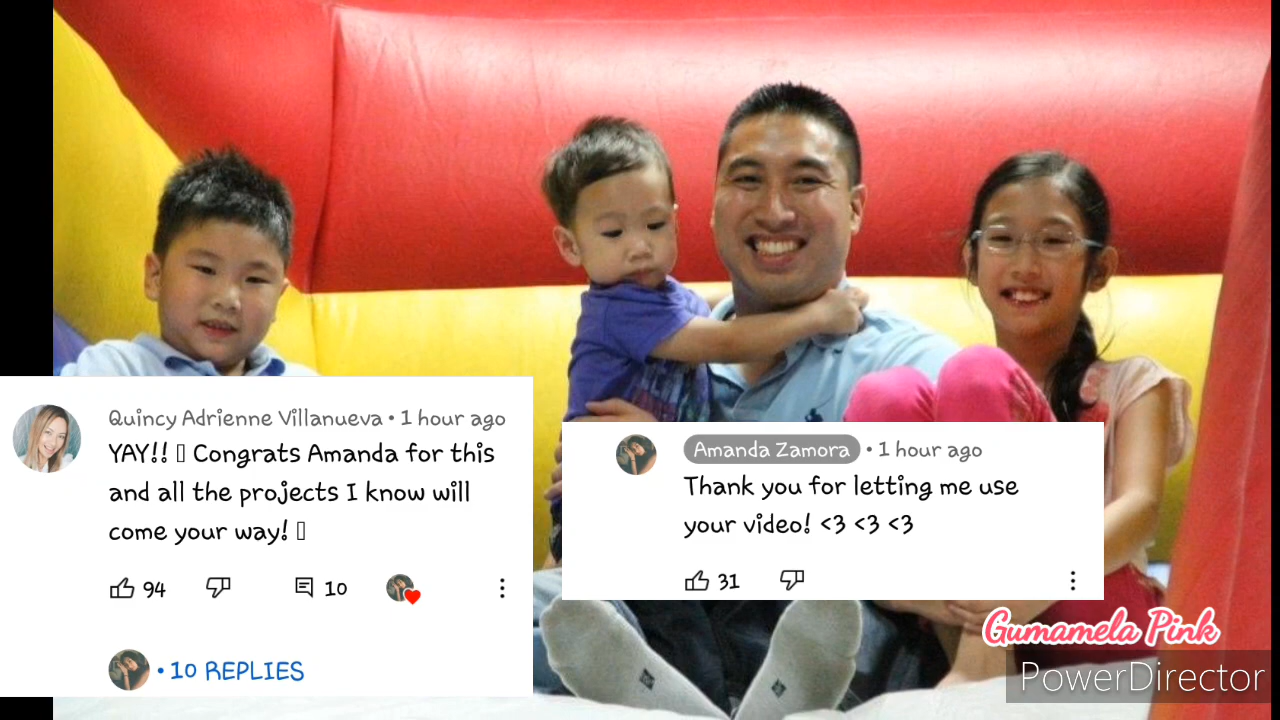 Quincy Adrienne Villanueva • 1 hour ago
YAY!! Congrats Amanda for this
and all the projects I know will
come your way!
94
10
• 10 REPLIES
Amanda Zamora • 1 hour ago
Thank you for letting me use
your video! <3 <3 <3
31
Gumamela Pink
PowerDirector